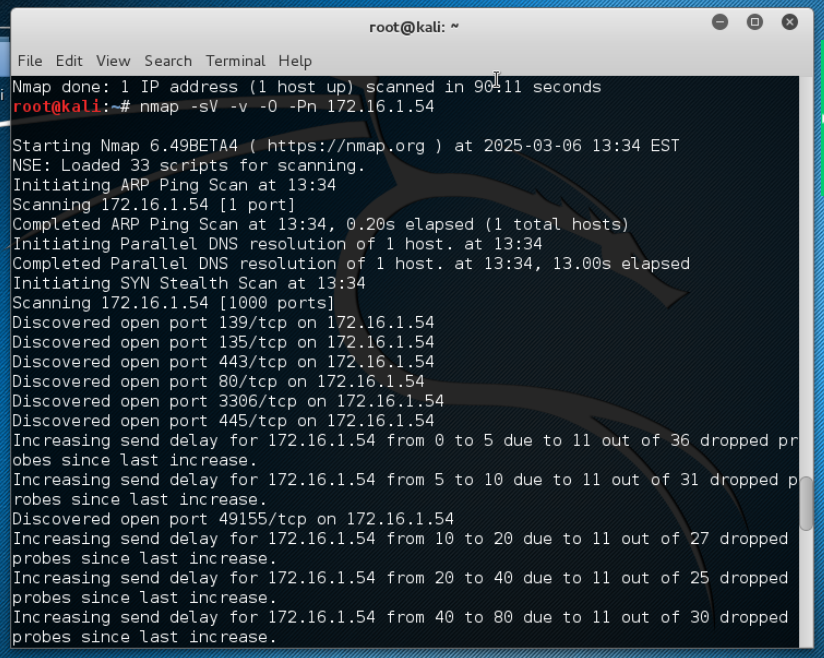 root@kali: ~
File Edit View Search Terminal Help
Nmap done: 1 IP address (1 host up) scanned in 90.11 seconds
root@kali:~# nmap -sV -v -O -Pn 172.16.1.54
Starting Nmap 6.49BETA4 ( https://nmap.org ) at 2025-03-06 13:34 EST
NSE: Loaded 33 scripts for scanning.
Initiating ARP Ping Scan at 13:34
Scanning 172.16.1.54 [1 port]
Completed ARP Ping Scan at 13:34, 0.20s elapsed (1 total hosts)
Initiating Parallel DNS resolution of 1 host. at 13:34
Completed Parallel DNS resolution of 1 host. at 13:34, 13.00s elapsed
Initiating SYN Stealth Scan at 13:34
Scanning 172.16.1.54 [1000 ports]
Discovered open port 139/tcp on 172.16.1.54
Discovered open port 135/tcp on 172.16.1.54
Discovered open port 443/tcp on 172.16.1.54
Discovered open port 80/tcp on 172.16.1.54
Discovered open port 3306/tcp on 172.16.1.54
Discovered open port 445/tcp on 172.16.1.54
Increasing send delay for 172.16.1.54 from 0 to 5 due to 11 out of 36 dropped pr
obes since last increase.
Increasing send delay for 172.16.1.54 from 5 to 10 due to 11 out of 31 dropped p
robes since last increase.
Discovered open port 49155/tcp on 172.16.1.54
Increasing send delay for 172.16.1.54 from 10 to 20 due to 11 out of 27 dropped
probes since last increase.
Increasing send delay for 172.16.1.54 from 20 to 40 due to 11 out of 25 dropped
probes since last increase.
Increasing send delay for 172.16.1.54 from 40 to 80 due to 11 out of 30 dropped
probes since last increase.